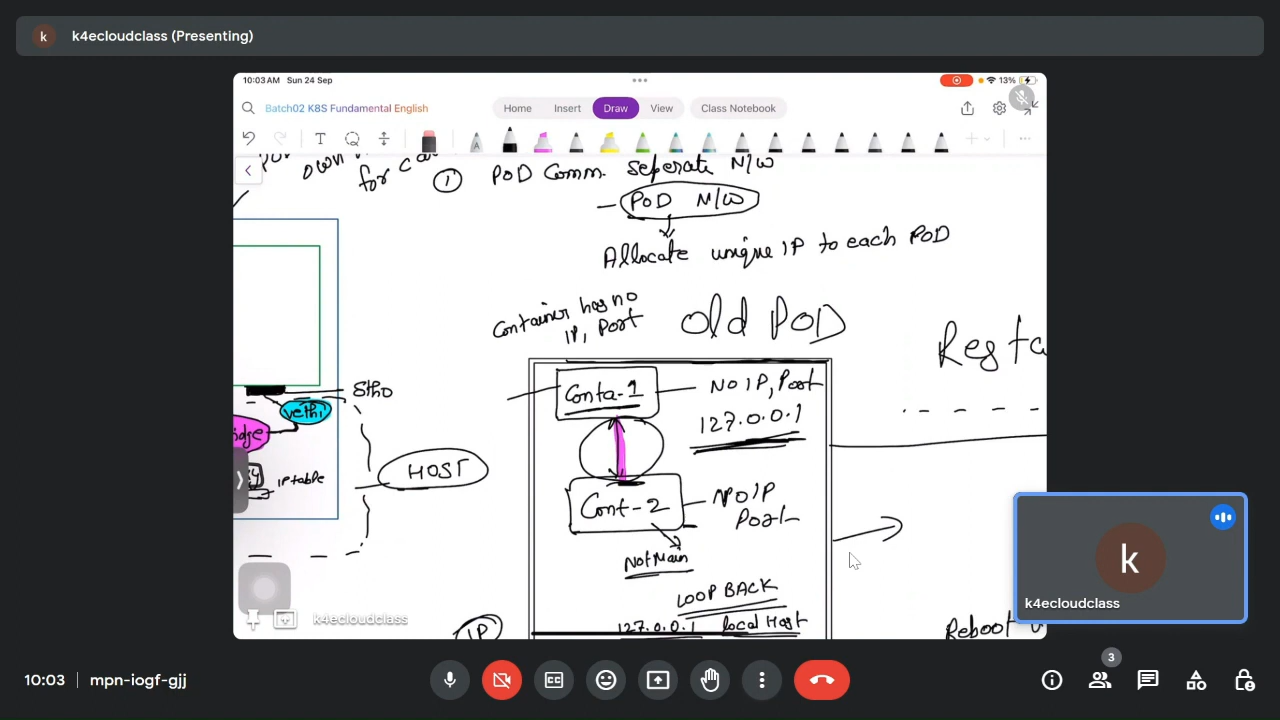 k
k4ecloudclass (Presenting)
10:03 AM Sun 24 Sep
13%
Batch02 K8S Fundamental English
Home
Insert
Draw
View
Class Notebook
T
A
own
for
① POD Comm. seperate N/W
– POD N/W
Allocate unique IP to each POD
Container has no
IP, Port
Old POD
Conta-1
NO IP, Port
127.0.0.1
Cont-2
NO IP
Port
Not Main
LOOP BACK
127.0.0.1 local Host
HOST
iptable
IP
Reboot
k4ecloudclass
k
k4ecloudclass
10:03
mpn-iogf-gjj
3